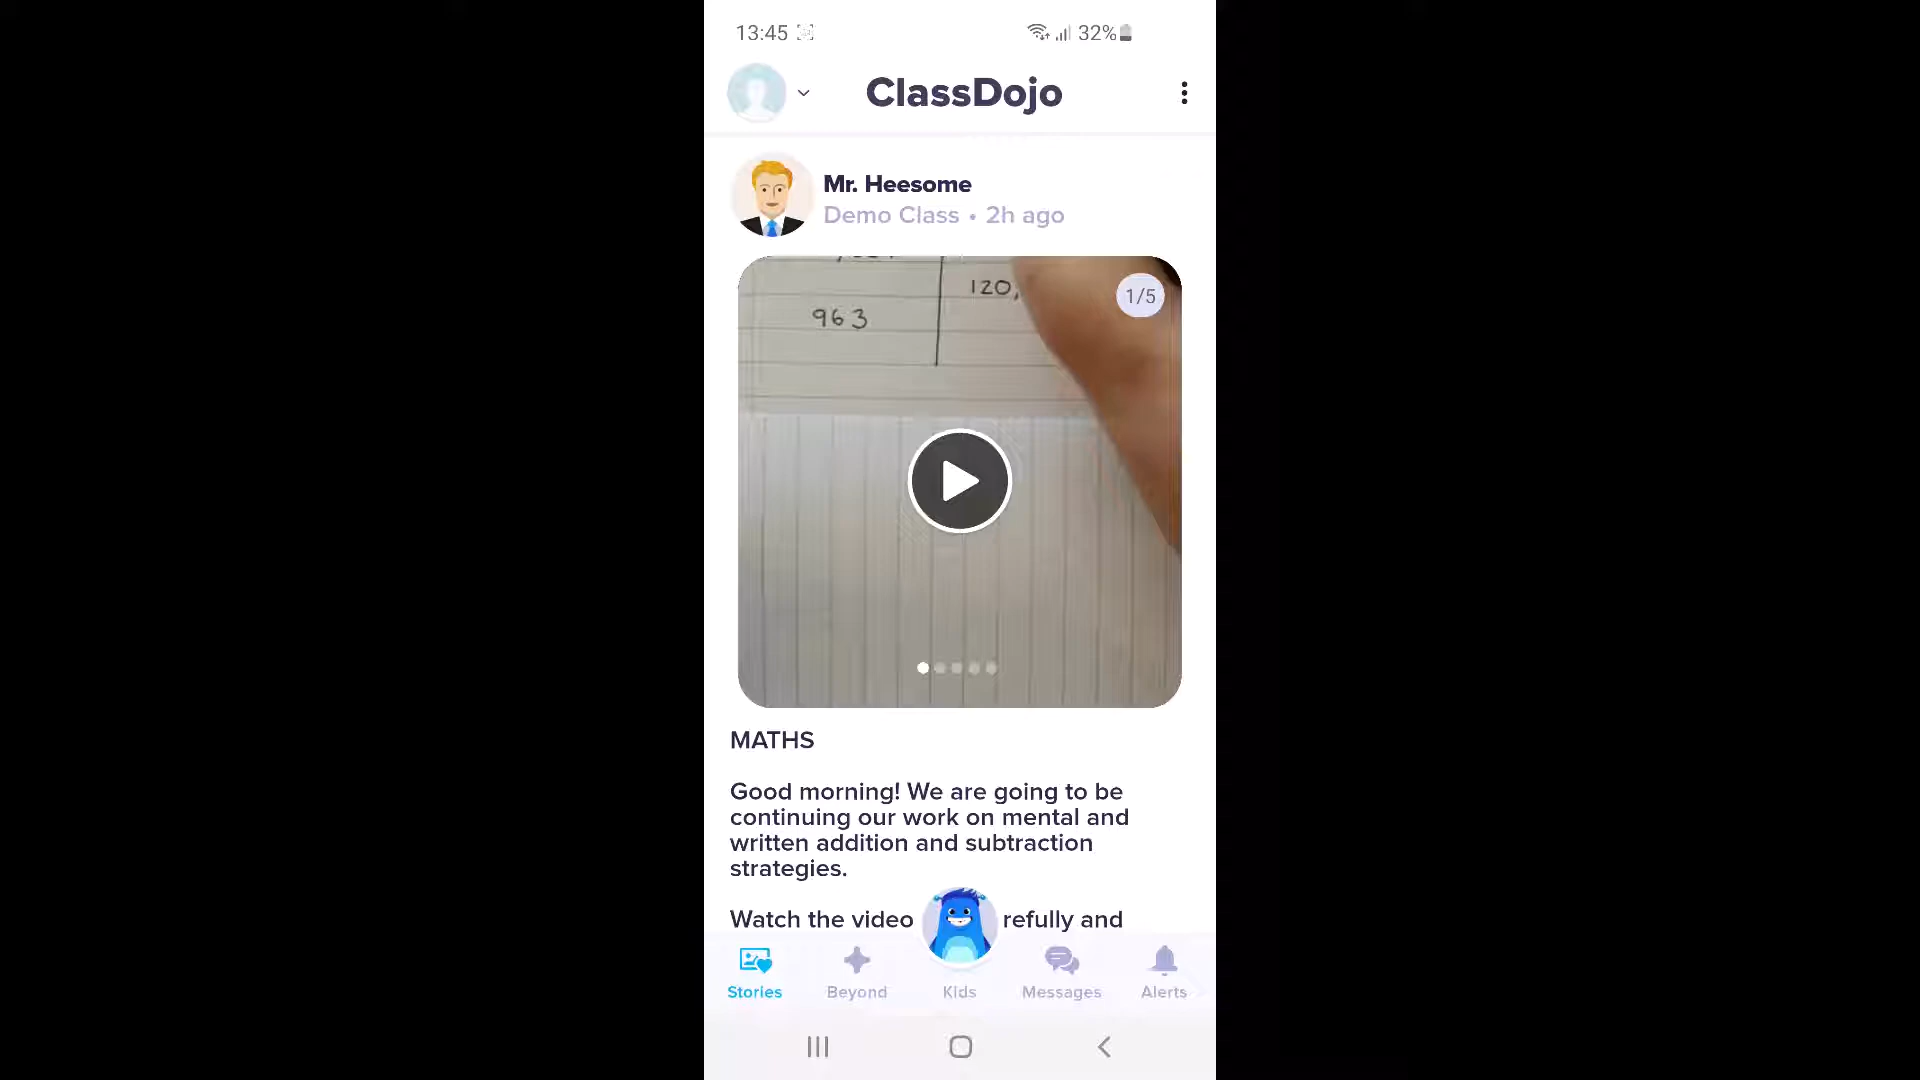 13:45 32%
ClassDojo
Mr. Heesome
Demo Class • 2h ago
120,
1/5
963
MATHS
Good morning! We are going to be
continuing our work on mental and
written addition and subtraction
strategies.
Watch the video refully and
Stories Beyond Kids Messages Alerts